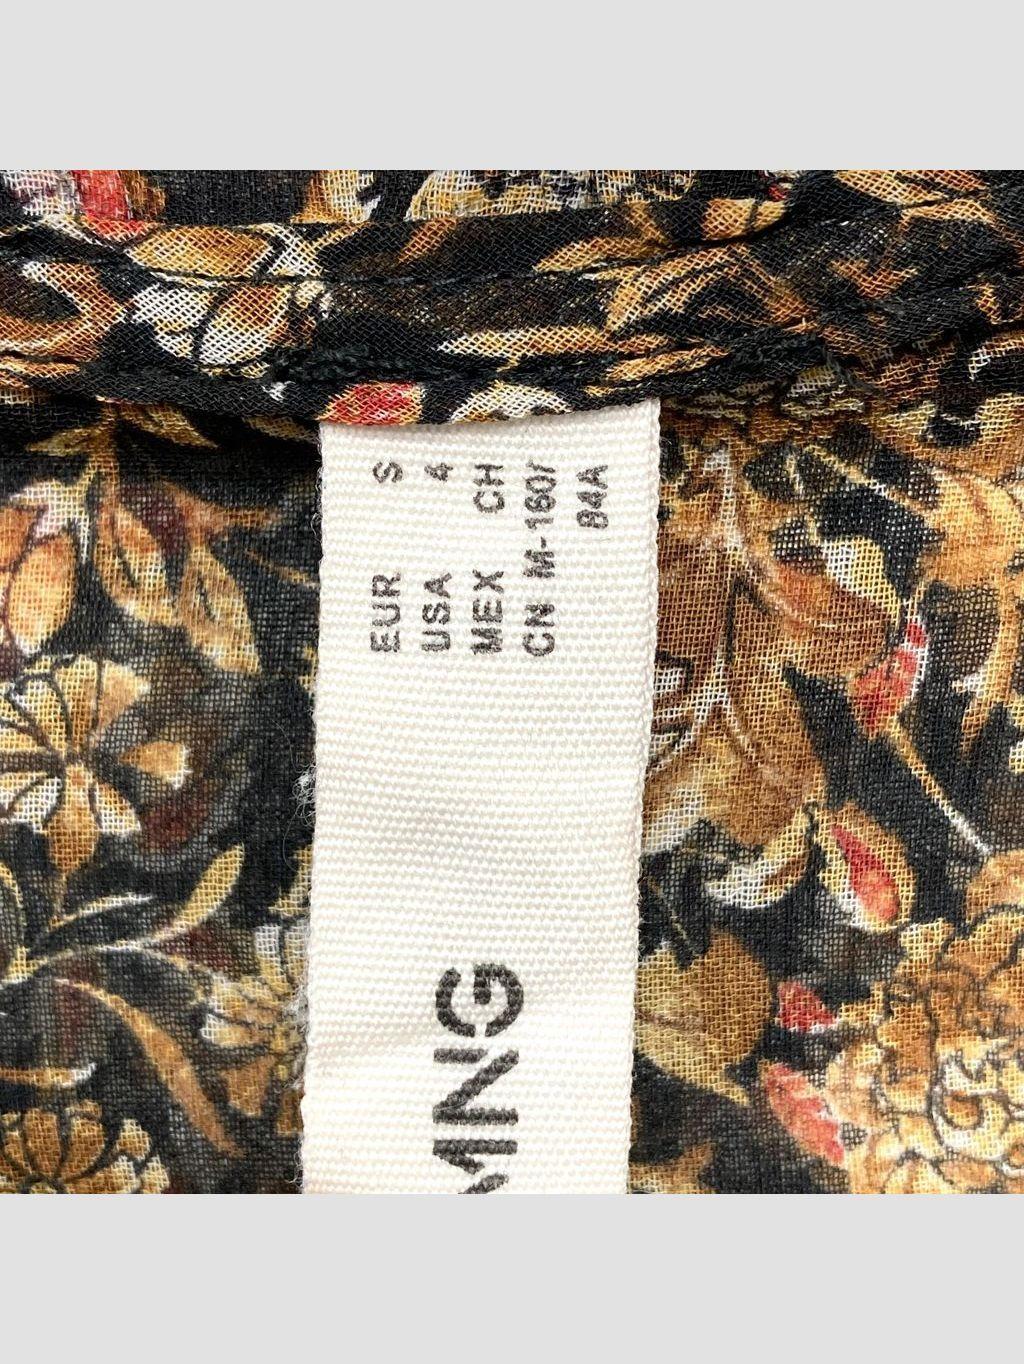 EUR S
USA 4
MEX CH
CN M-160/
84A
MNG